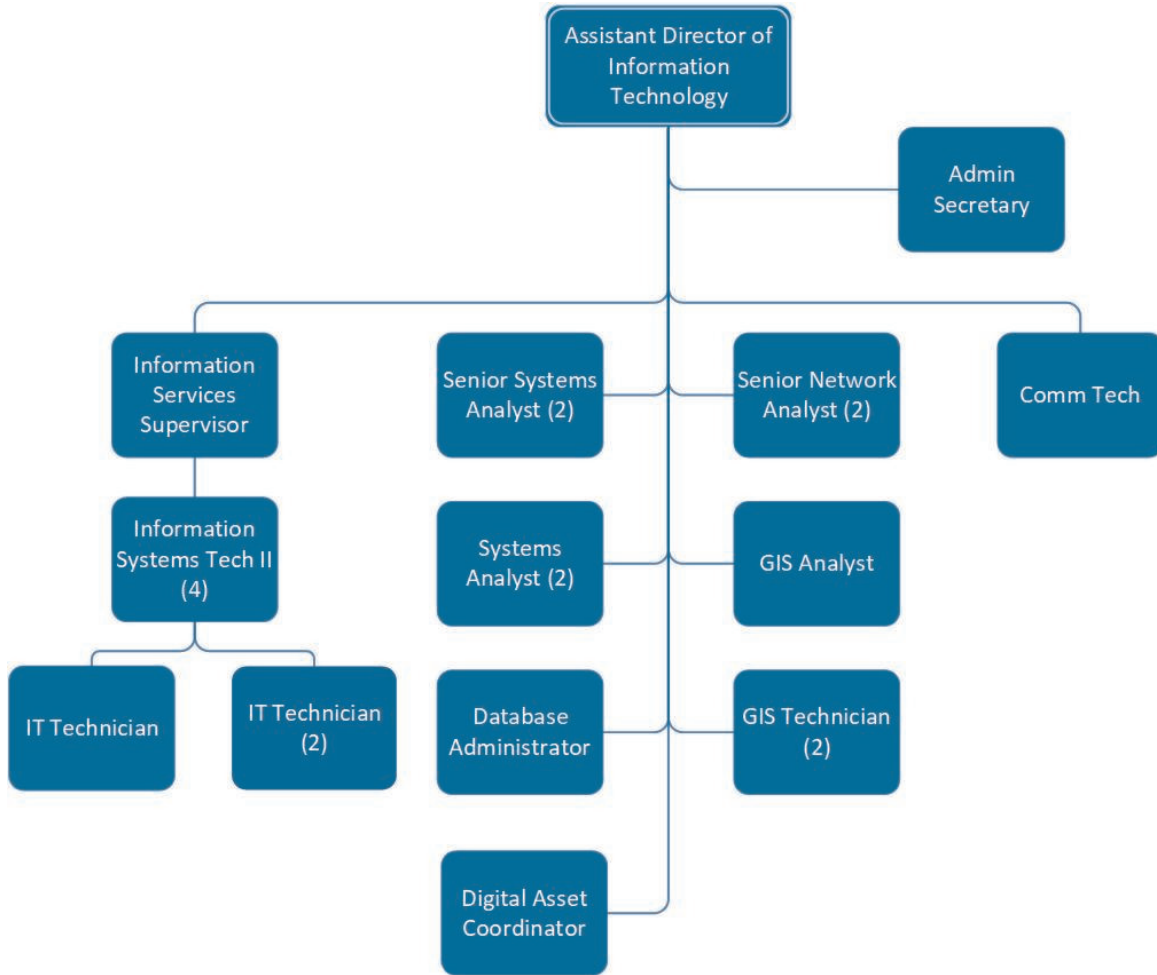 Assistant Director of
Information
Technology
Admin
Secretary
Information
Services
Supervisor
Senior Systems
Analyst (2)
Senior Network
Analyst (2)
Comm Tech
Information
Systems Tech II
(4)
Systems
Analyst (2)
GIS Analyst
IT Technician
IT Technician
(2)
Database
Administrator
GIS Technician
(2)
Digital Asset
Coordinator